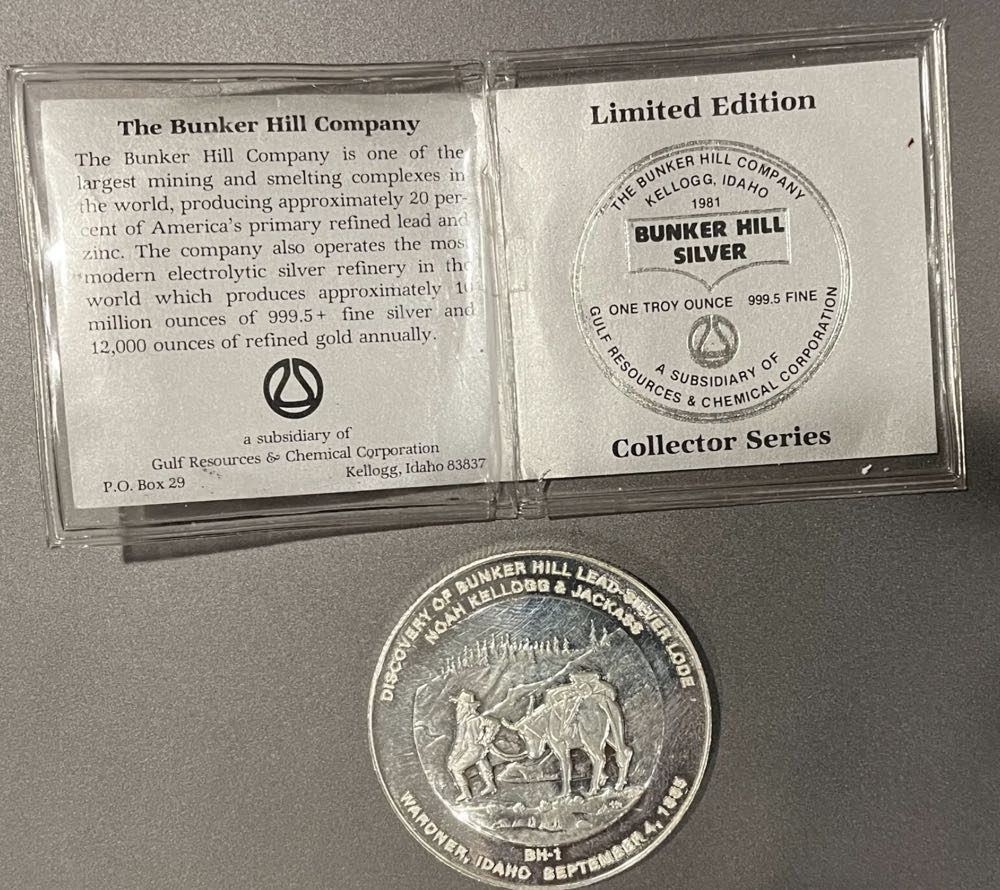 The Bunker Hill Company
The Bunker Hill Company is one of the
largest mining and smelting complexes in
the world, producing approximately 20 per-
cent of America's primary refined lead and
zinc. The company also operates the most
modern electrolytic silver refinery in the
world which produces approximately 10
million ounces of 999.5+ fine silver and
12,000 ounces of refined gold annually.
a subsidiary of
Gulf Resources & Chemical Corporation
P.O. Box 29 Kellogg, Idaho 83837
Limited Edition
THE BUNKER HILL COMPANY
KELLOGG, IDAHO
1981
BUNKER HILL
SILVER
ONE TROY OUNCE 999.5 FINE
A SUBSIDIARY OF
GULF RESOURCES & CHEMICAL CORPORATION
Collector Series
DISCOVERY OF BUNKER HILL LEAD-SILVER LODE
NOAH KELLOGG & JACKASS
BH-1
WARDNER, IDAHO SEPTEMBER 4, 1885